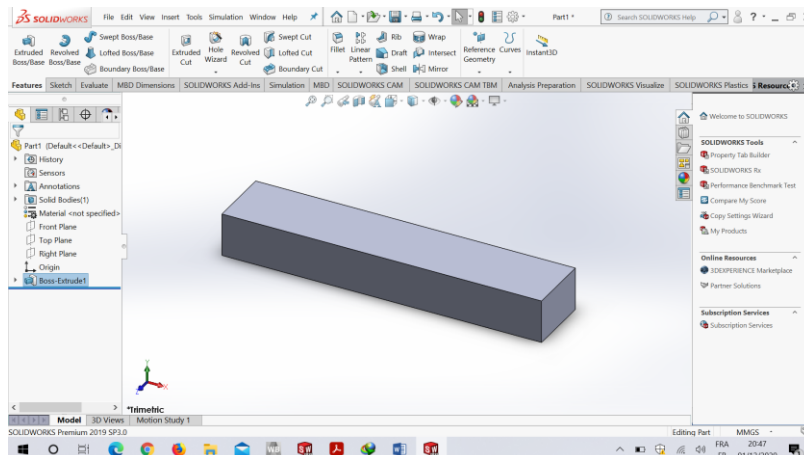 SOLIDWORKS File Edit View Insert Tools Simulation Window Help Part1 * Search SOLIDWORKS Help
Extruded Boss/Base
Revolved Boss/Base
Swept Boss/Base
Lofted Boss/Base
Boundary Boss/Base
Extruded Cut
Hole Wizard
Revolved Cut
Swept Cut
Lofted Cut
Boundary Cut
Fillet
Linear Pattern
Rib
Draft
Shell
Wrap
Intersect
Mirror
Reference Geometry
Curves
Instant3D
Features Sketch Evaluate MBD Dimensions SOLIDWORKS Add-Ins Simulation MBD SOLIDWORKS CAM SOLIDWORKS CAM TBM Analysis Preparation SOLIDWORKS Visualize SOLIDWORKS Plastics
Part1 (Default<<Default>_Di
History
Sensors
Annotations
Solid Bodies(1)
Material <not specified>
Front Plane
Top Plane
Right Plane
Origin
Boss-Extrude1
*Trimetric
Welcome to SOLIDWORKS
SOLIDWORKS Tools
Property Tab Builder
SOLIDWORKS Rx
Performance Benchmark Test
Compare My Score
Copy Settings Wizard
My Products
Online Resources
3DEXPERIENCE Marketplace
Partner Solutions
Subscription Services
Subscription Services
Model 3D Views Motion Study 1
SOLIDWORKS Premium 2019 SP3.0 Editing Part MMGS
FRA 20:47